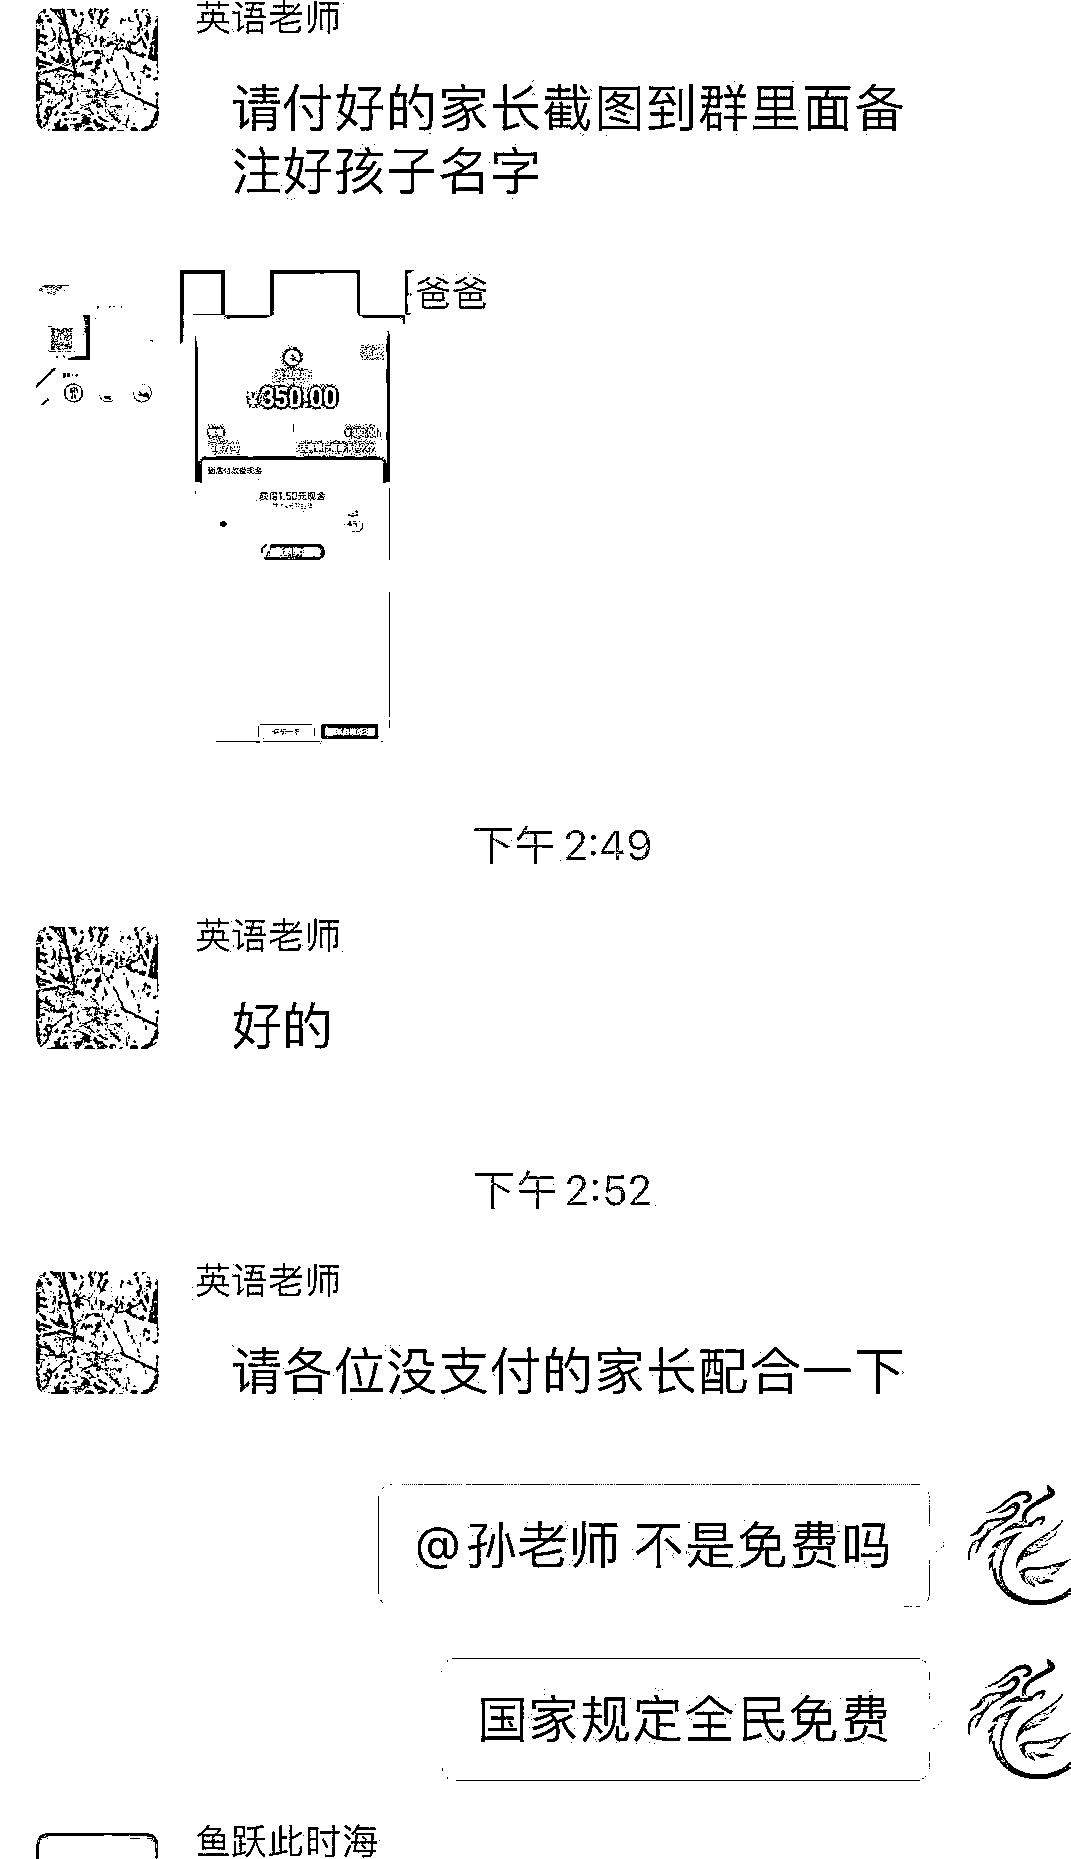 英语老师
请付好的家长截图到群里面备
注好孩子名字
爸爸
¥350.00
获得1.50元现金
下午 2:49
英语老师
好的
下午 2:52
英语老师
请各位没支付的家长配合一下
@孙老师 不是免费吗
国家规定全民免费
鱼跃此时海